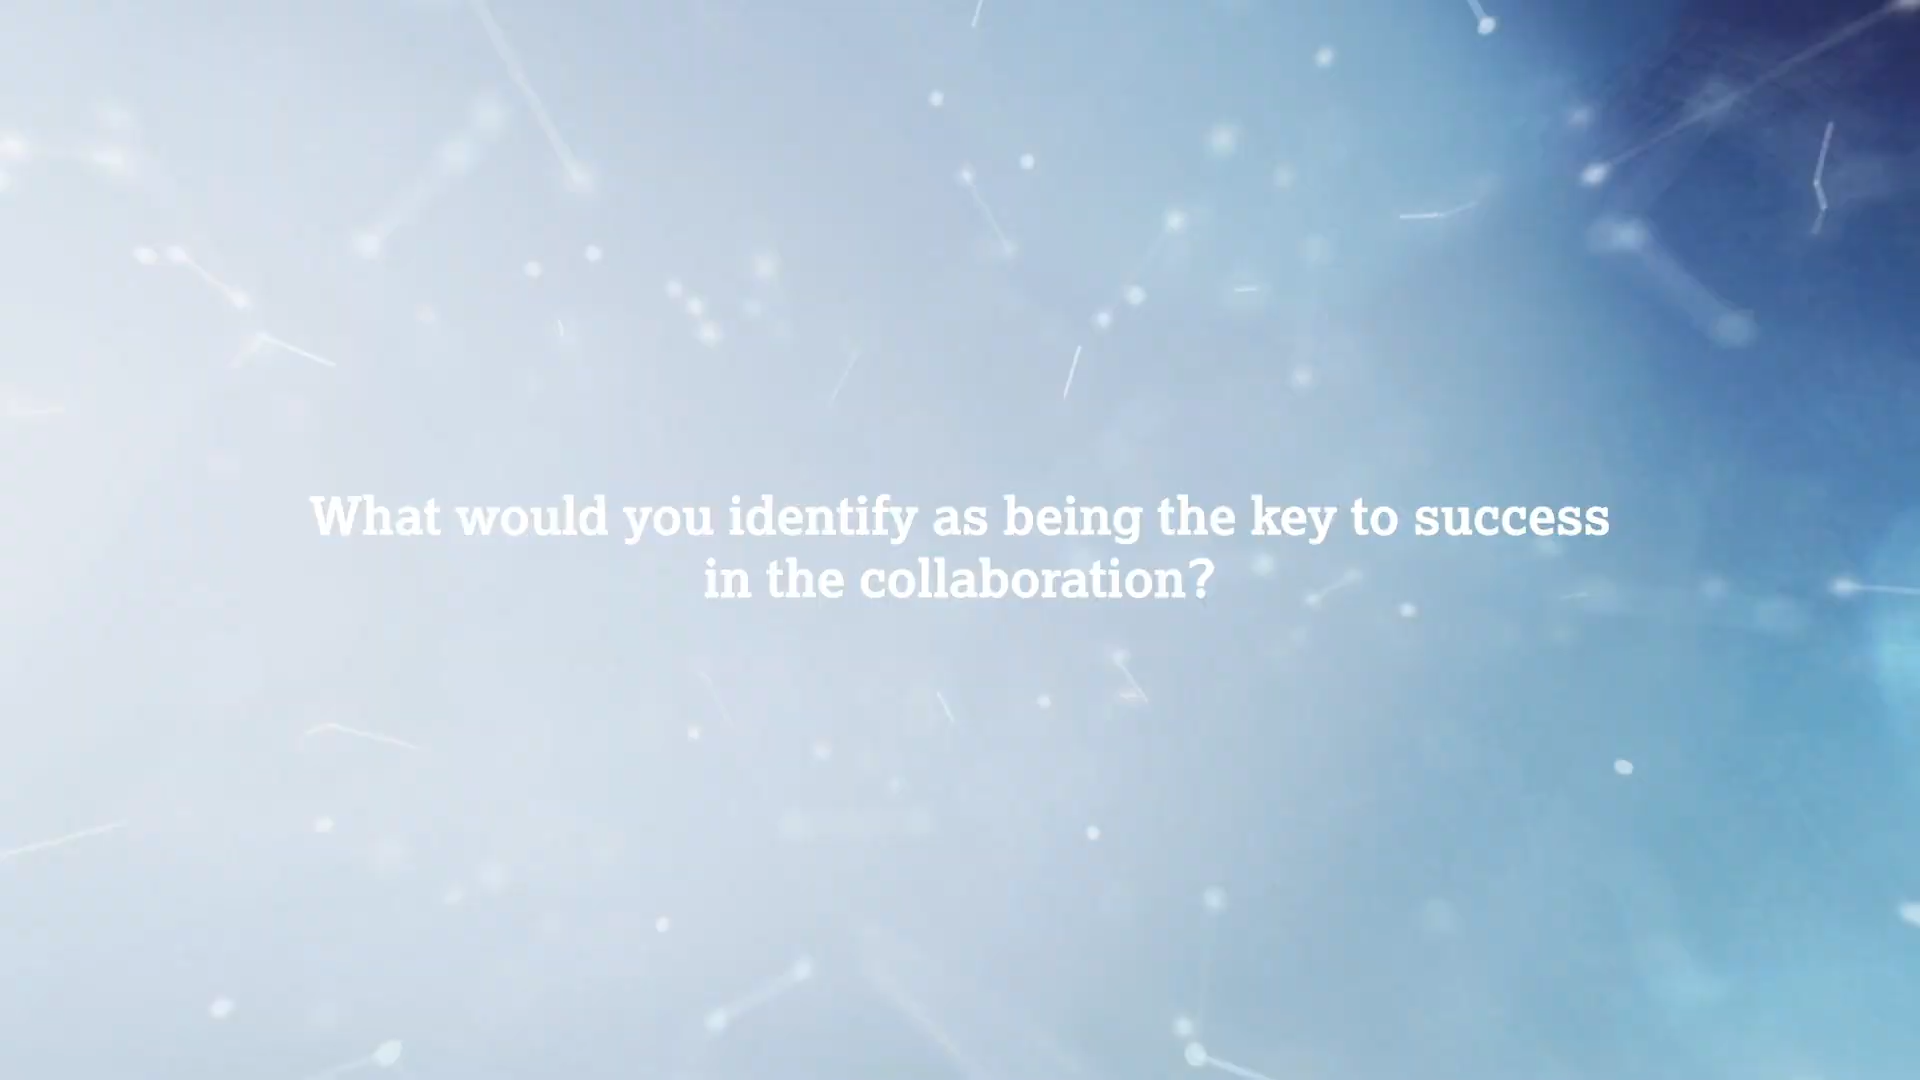 What would you identify as being the key to success
in the collaboration?